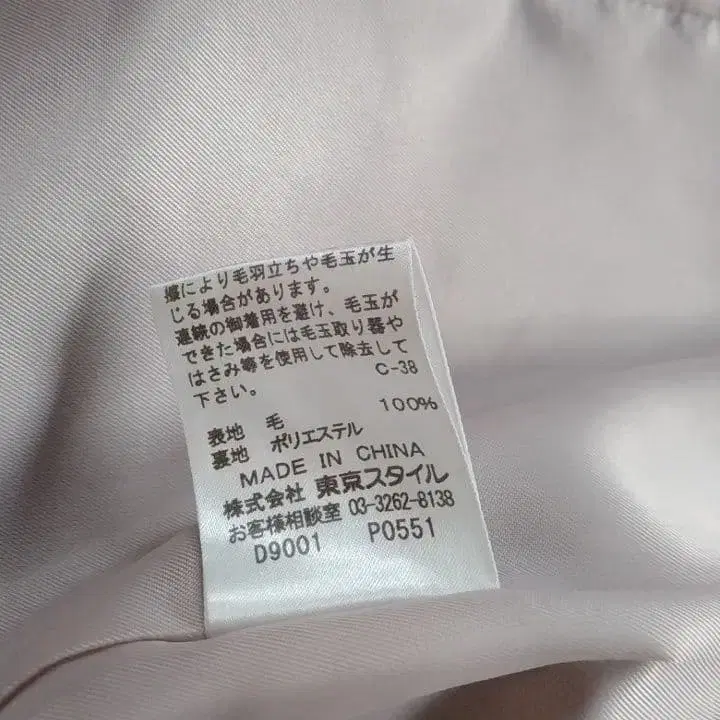 擦により毛羽立ちや毛玉が生
じる場合があります。
連続の御着用を避け、毛玉が
できた場合には毛玉取り器や
はさみ等を使用して除去して
下さい。 C-38
表地 毛 100%
裏地 ポリエステル
MADE IN CHINA
株式会社 東京スタイル
お客様相談室 03-3262-8138
D9001 P0551